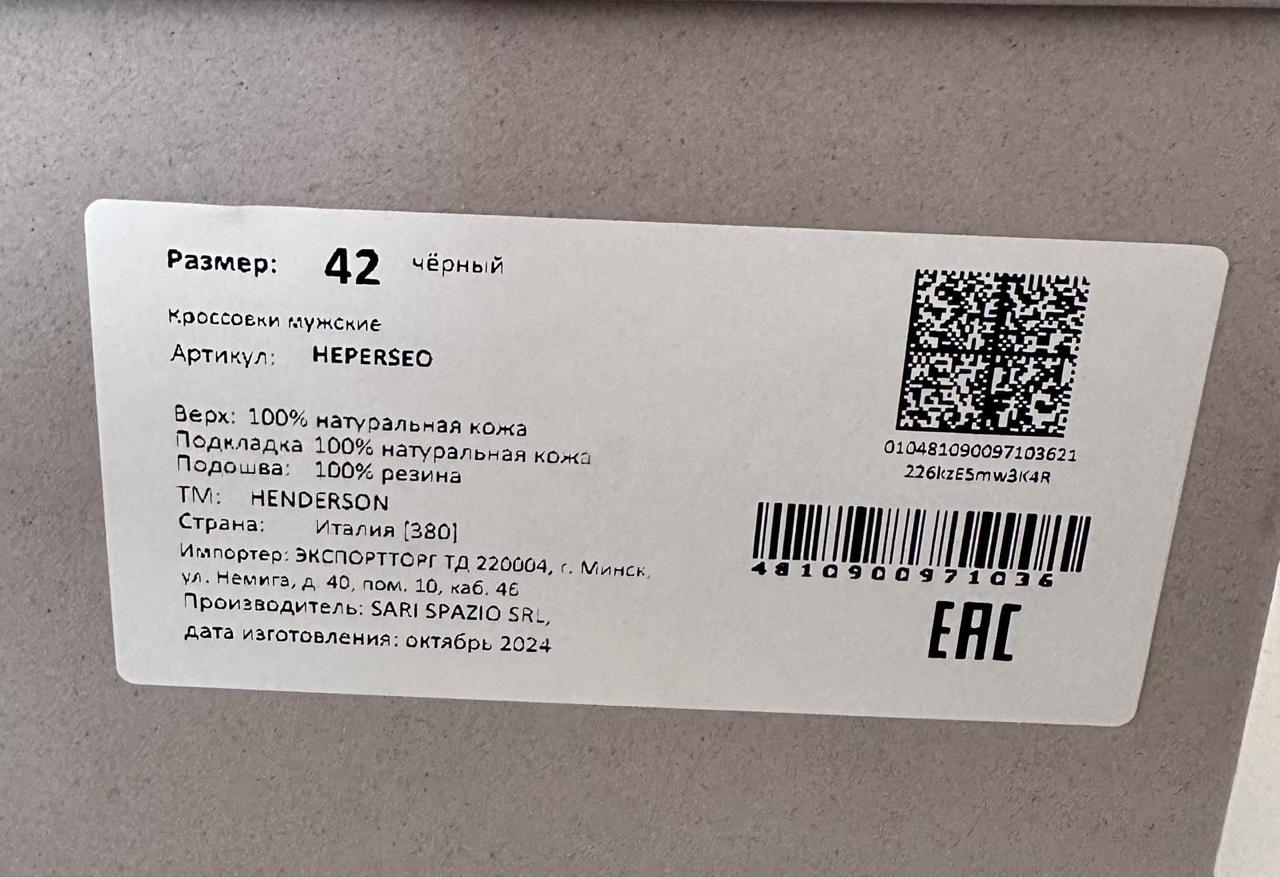 Размер: 42 чёрный
Кроссовки мужские
Артикул: HEPERSEO
Верх: 100% натуральная кожа
Подкладка 100% натуральная кожа
Подошва: 100% резина
ТМ: HENDERSON
Страна: Италия [380]
Импортер: ЭКСПОРТТОРГ ТД 220004, г. Минск,
ул. Немига, д. 40, пом. 10, каб. 46
Производитель: SARI SPAZIO SRL,
дата изготовления: октябрь 2024
010481090097103621
226kzE5mw3K4R
4810900971036
EAC